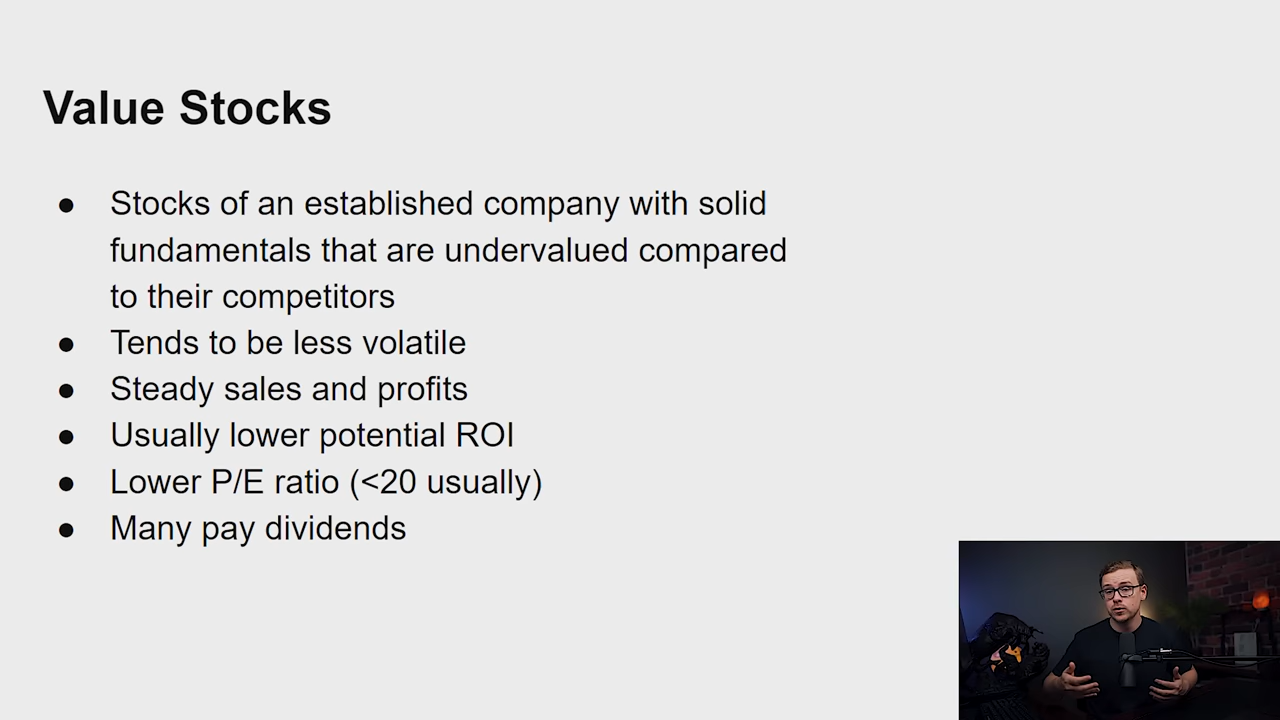 Value Stocks
● Stocks of an established company with solid
fundamentals that are undervalued compared
to their competitors
● Tends to be less volatile
● Steady sales and profits
● Usually lower potential ROI
● Lower P/E ratio (<20 usually)
● Many pay dividends